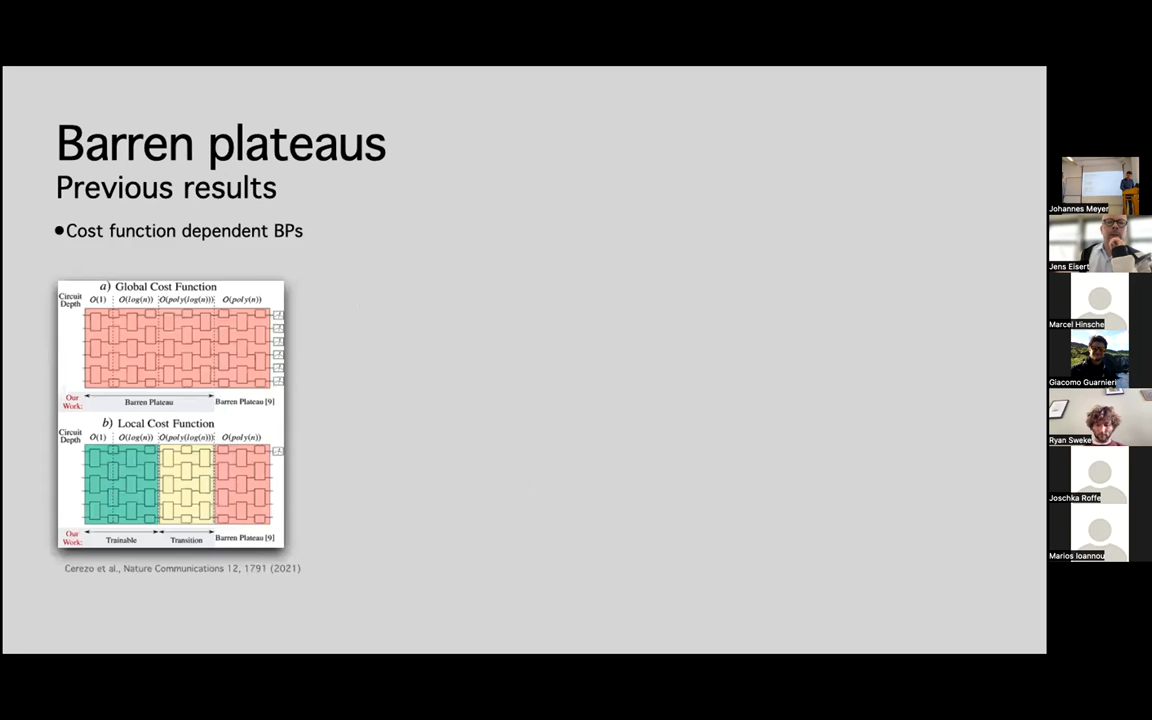 Barren plateaus
Previous results
●Cost function dependent BPs
a) Global Cost Function
Circuit
Depth
O(1) O(log(n)) O(poly(log(n))) O(poly(n))
Our
Work:
Barren Plateau
Barren Plateau [9]
b) Local Cost Function
Circuit
Depth
O(1) O(log(n)) O(poly(log(n))) O(poly(n))
Our
Work:
Trainable
Transition
Barren Plateau [9]
Cerezo et al., Nature Communications 12, 1791 (2021)
Johannes Meyer
Jens Eisert
Marcel Hinsche
Giacomo Guarnieri
Ryan Sweke
Joschka Roffe
Marios Ioannou